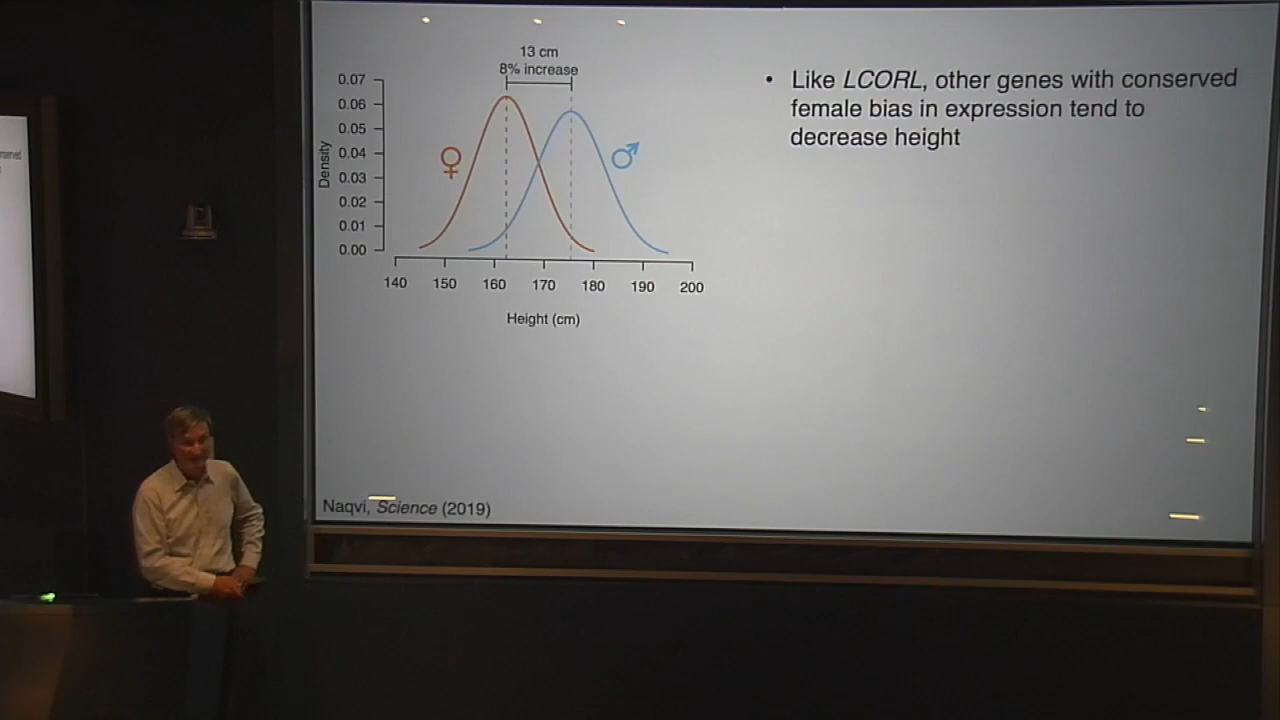 13 cm
8% increase
0.07
0.06
0.05
0.04
0.03
0.02
0.01
0.00
Density
♀
♂
140 150 160 170 180 190 200
Height (cm)
• Like LCORL, other genes with conserved
female bias in expression tend to
decrease height
Naqvi, Science (2019)